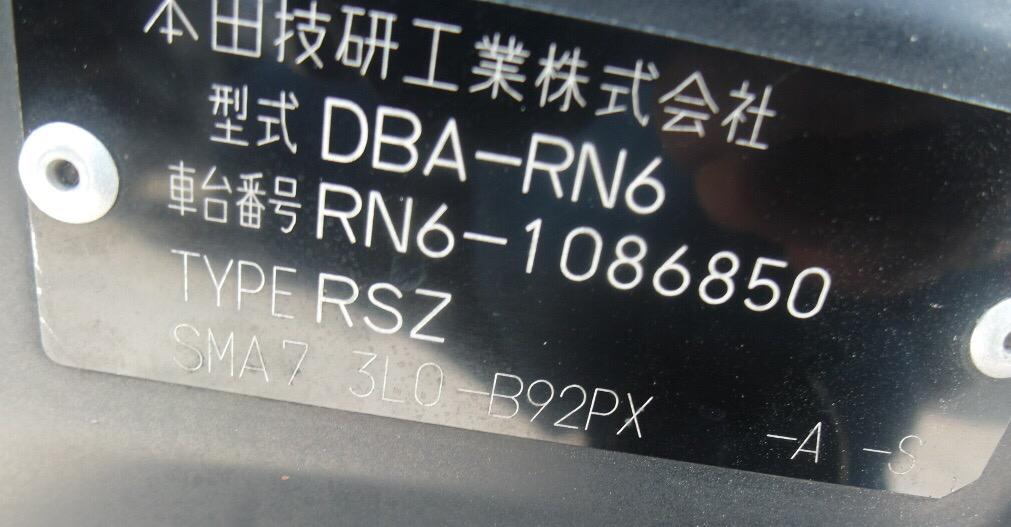 本田技研工業株式会社
型式 DBA-RN6
車台番号 RN6-1086850
TYPE RSZ
SMA7 3L0-B92PX -A -S